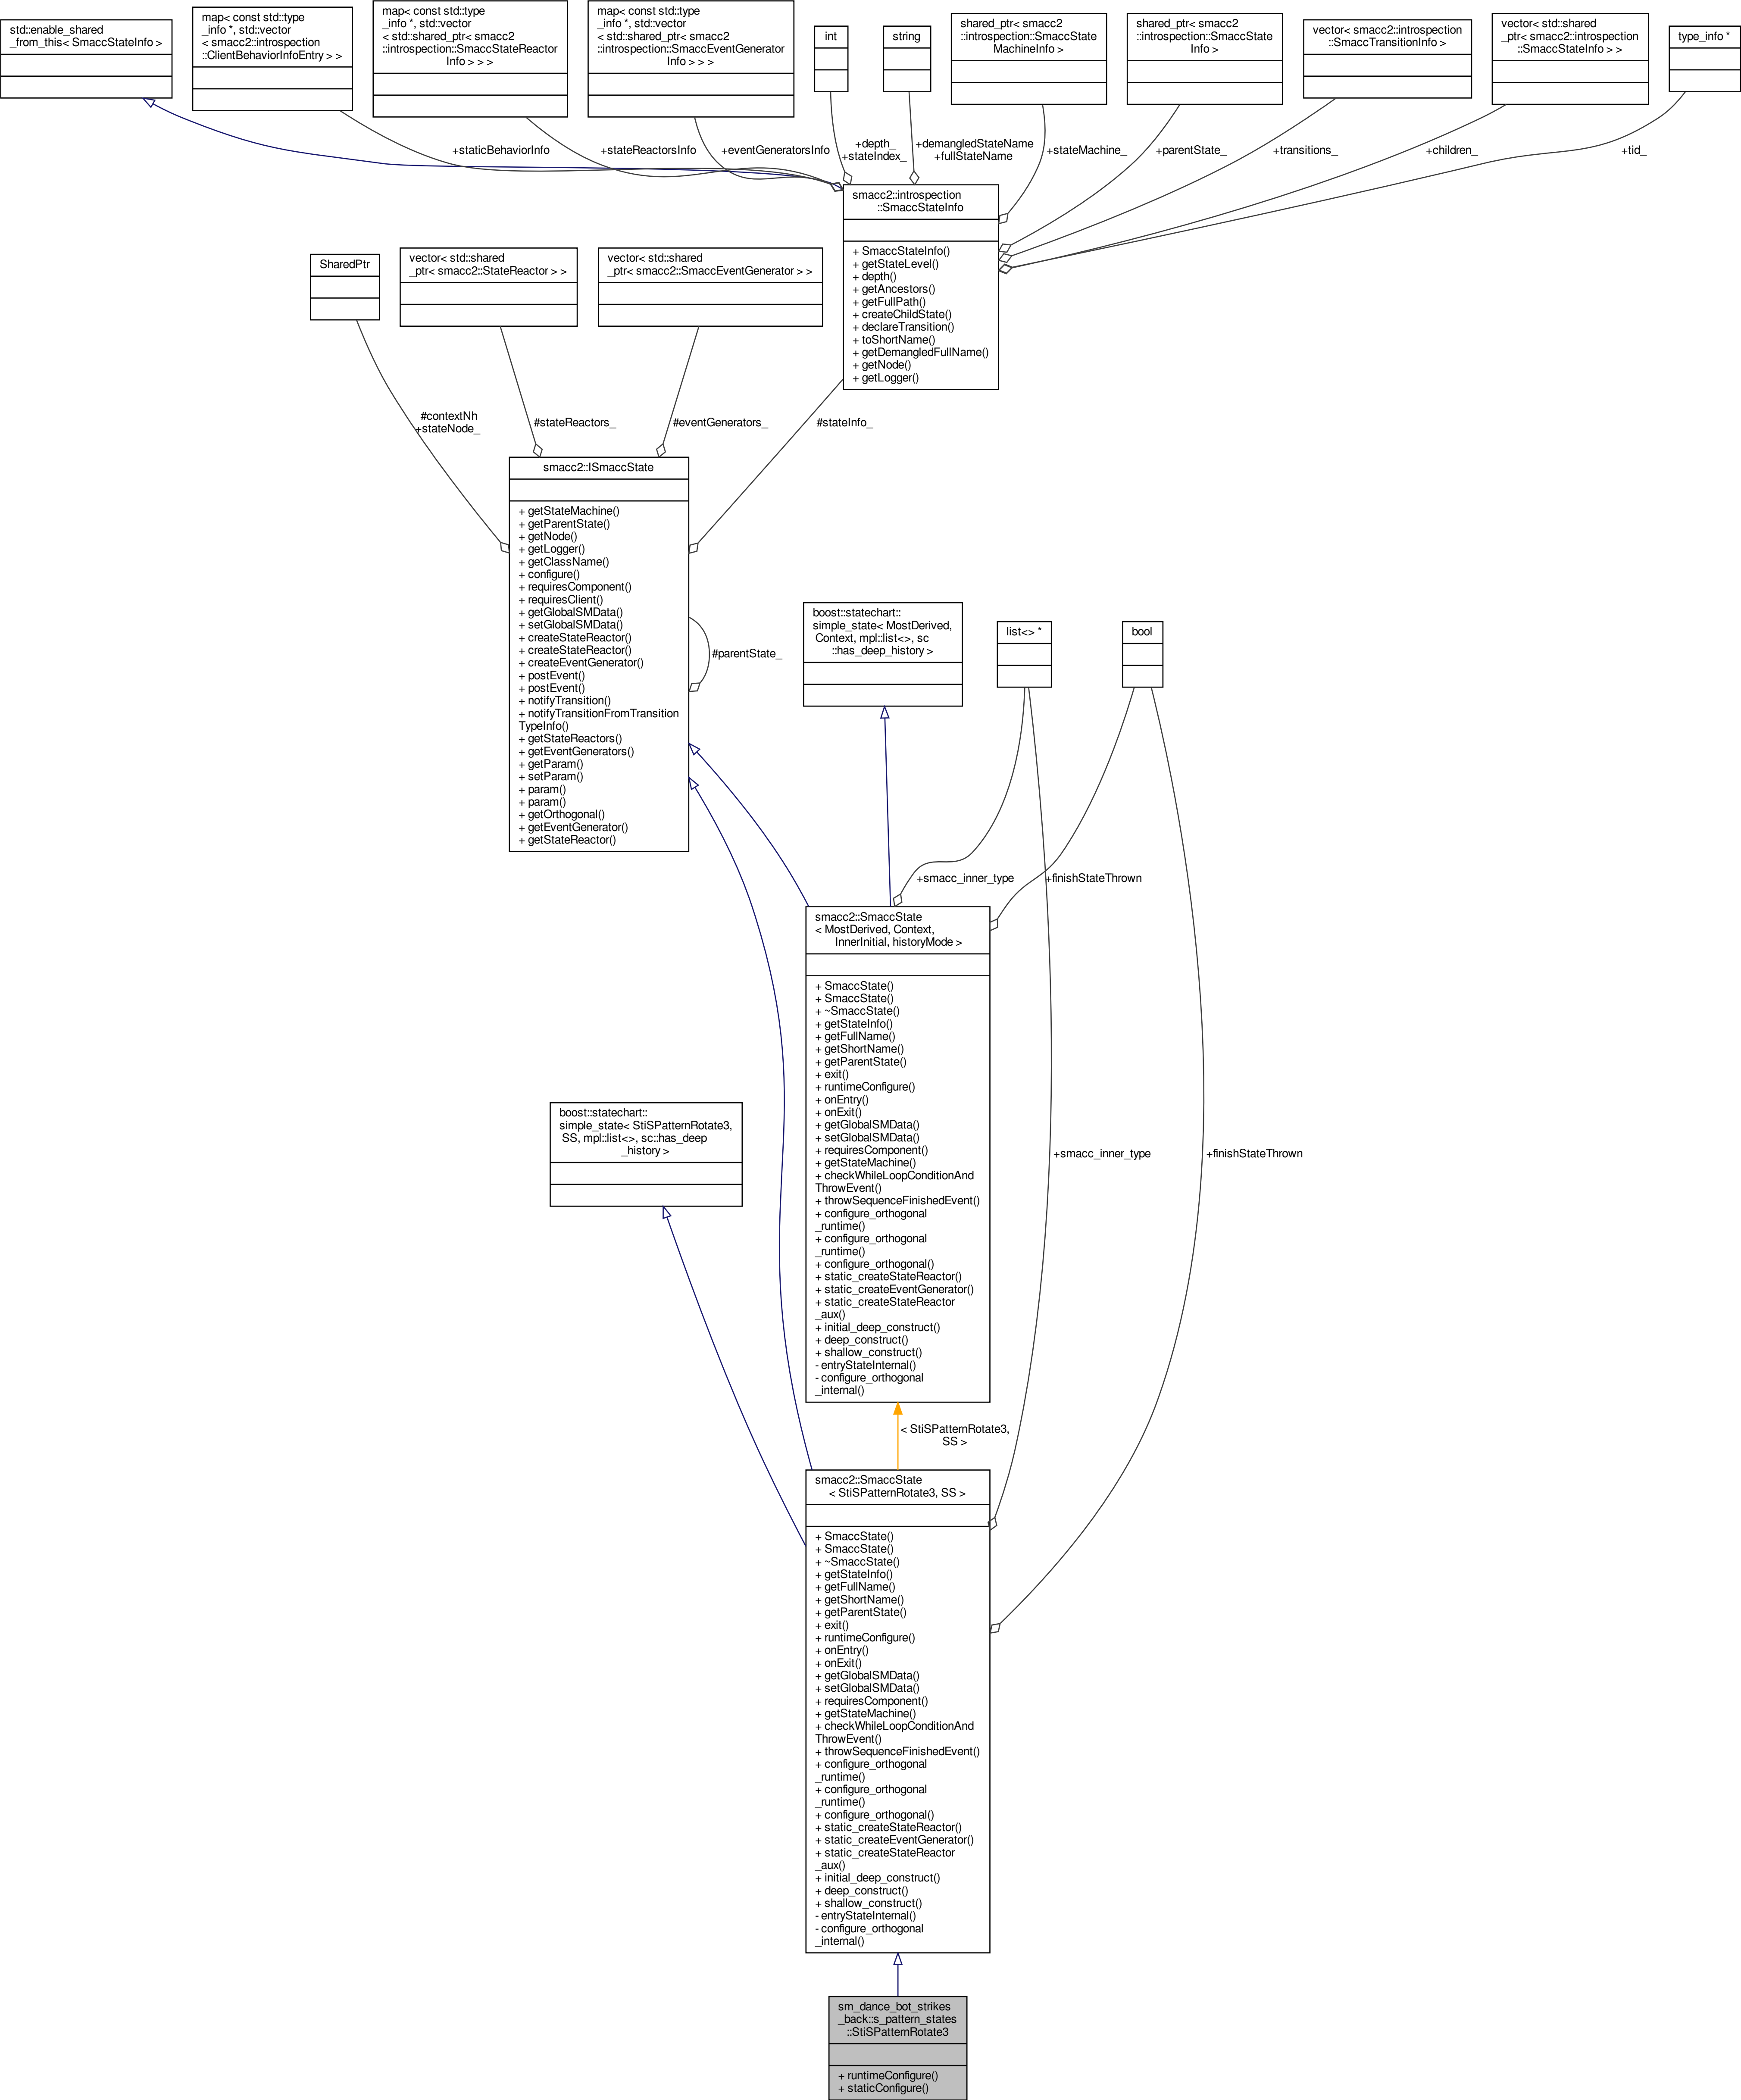 std::enable_shared
_from_this< SmaccStateInfo >
map< const std::type
_info *, std::vector
< smacc2::introspection
::ClientBehaviorInfoEntry > >
map< const std::type
_info *, std::vector
< std::shared_ptr< smacc2
::introspection::SmaccStateReactor
Info > > >
map< const std::type
_info *, std::vector
< std::shared_ptr< smacc2
::introspection::SmaccEventGenerator
Info > > >
int
string
shared_ptr< smacc2
::introspection::SmaccState
MachineInfo >
shared_ptr< smacc2
::introspection::SmaccState
Info >
vector< smacc2::introspection
::SmaccTransitionInfo >
vector< std::shared
_ptr< smacc2::introspection
::SmaccStateInfo > >
type_info *
+staticBehaviorInfo
+stateReactorsInfo
+eventGeneratorsInfo
+depth_
+stateIndex_
+demangledStateName
+fullStateName
+stateMachine_
+parentState_
+transitions_
+children_
+tid_
smacc2::introspection
::SmaccStateInfo
+ SmaccStateInfo()
+ getStateLevel()
+ depth()
+ getAncestors()
+ getFullPath()
+ createChildState()
+ declareTransition()
+ toShortName()
+ getDemangledFullName()
+ getNode()
+ getLogger()
SharedPtr
vector< std::shared
_ptr< smacc2::StateReactor > >
vector< std::shared
_ptr< smacc2::SmaccEventGenerator > >
#contextNh
+stateNode_
#stateReactors_
#eventGenerators_
#stateInfo_
smacc2::ISmaccState
+ getStateMachine()
+ getParentState()
+ getNode()
+ getLogger()
+ getClassName()
+ configure()
+ requiresComponent()
+ requiresClient()
+ getGlobalSMData()
+ setGlobalSMData()
+ createStateReactor()
+ createStateReactor()
+ createEventGenerator()
+ postEvent()
+ postEvent()
+ notifyTransition()
+ notifyTransitionFromTransition
TypeInfo()
+ getStateReactors()
+ getEventGenerators()
+ getParam()
+ setParam()
+ param()
+ param()
+ getOrthogonal()
+ getEventGenerator()
+ getStateReactor()
#parentState_
boost::statechart::
simple_state< MostDerived,
Context, mpl::list<>, sc
::has_deep_history >
list<> *
bool
+smacc_inner_type
+finishStateThrown
smacc2::SmaccState
< MostDerived, Context,
InnerInitial, historyMode >
+ SmaccState()
+ SmaccState()
+ ~SmaccState()
+ getStateInfo()
+ getFullName()
+ getShortName()
+ getParentState()
+ exit()
+ runtimeConfigure()
+ onEntry()
+ onExit()
+ getGlobalSMData()
+ setGlobalSMData()
+ requiresComponent()
+ getStateMachine()
+ checkWhileLoopConditionAnd
ThrowEvent()
+ throwSequenceFinishedEvent()
+ configure_orthogonal
_runtime()
+ configure_orthogonal
_runtime()
+ configure_orthogonal()
+ static_createStateReactor()
+ static_createEventGenerator()
+ static_createStateReactor
_aux()
+ initial_deep_construct()
+ deep_construct()
+ shallow_construct()
- entryStateInternal()
- configure_orthogonal
_internal()
boost::statechart::
simple_state< StiSPatternRotate3,
SS, mpl::list<>, sc::has_deep
_history >
+smacc_inner_type
+finishStateThrown
< StiSPatternRotate3,
SS >
smacc2::SmaccState
< StiSPatternRotate3, SS >
+ SmaccState()
+ SmaccState()
+ ~SmaccState()
+ getStateInfo()
+ getFullName()
+ getShortName()
+ getParentState()
+ exit()
+ runtimeConfigure()
+ onEntry()
+ onExit()
+ getGlobalSMData()
+ setGlobalSMData()
+ requiresComponent()
+ getStateMachine()
+ checkWhileLoopConditionAnd
ThrowEvent()
+ throwSequenceFinishedEvent()
+ configure_orthogonal
_runtime()
+ configure_orthogonal
_runtime()
+ configure_orthogonal()
+ static_createStateReactor()
+ static_createEventGenerator()
+ static_createStateReactor
_aux()
+ initial_deep_construct()
+ deep_construct()
+ shallow_construct()
- entryStateInternal()
- configure_orthogonal
_internal()
sm_dance_bot_strikes
_back::s_pattern_states
::StiSPatternRotate3
+ runtimeConfigure()
+ staticConfigure()